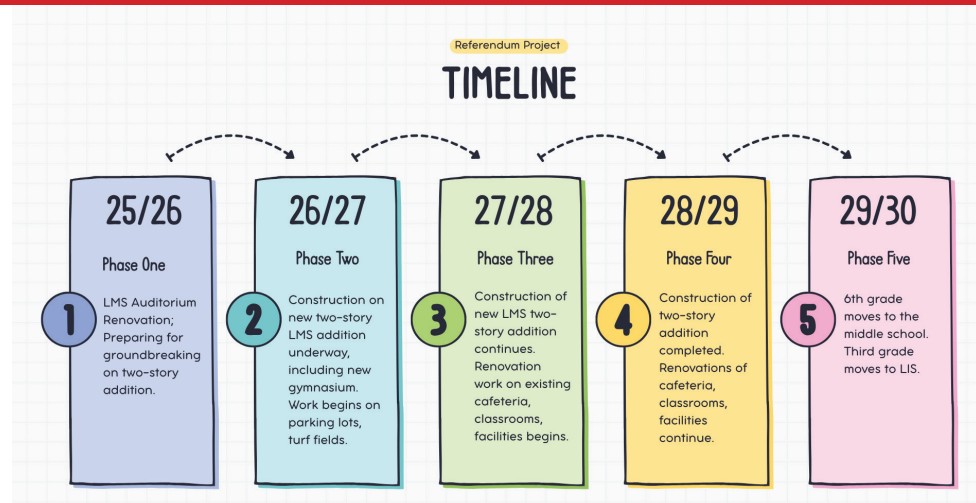 Referendum Project
TIMELINE
25/26
Phase One
1
LMS Auditorium
Renovation;
Preparing for
groundbreaking
on two-story
addition.
26/27
Phase Two
2
Construction on
new two-story
LMS addition
underway,
including new
gymnasium.
Work begins on
parking lots,
turf fields.
27/28
Phase Three
3
Construction of
new LMS two-
story addition
continues.
Renovation
work on existing
cafeteria,
classrooms,
facilities begins.
28/29
Phase Four
4
Construction of
two-story
addition
completed.
Renovations of
cafeteria,
classrooms,
facilities
continue.
29/30
Phase Five
5
6th grade
moves to the
middle school.
Third grade
moves to LIS.